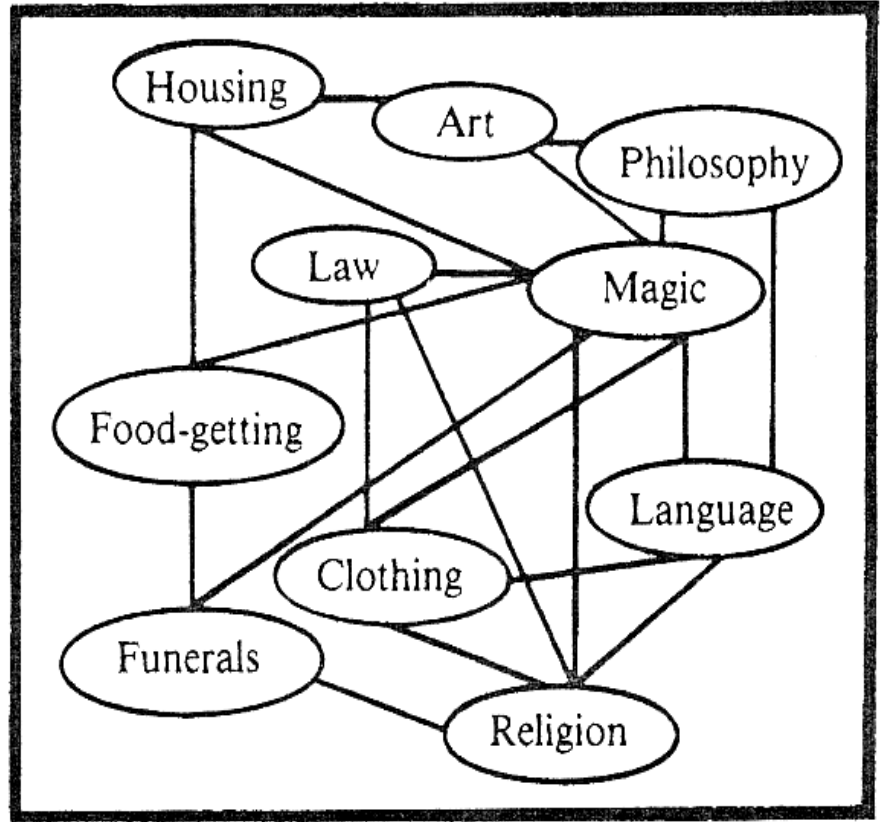 Housing
Art
Philosophy
Law
Magic
Food-getting
Language
Clothing
Funerals
Religion